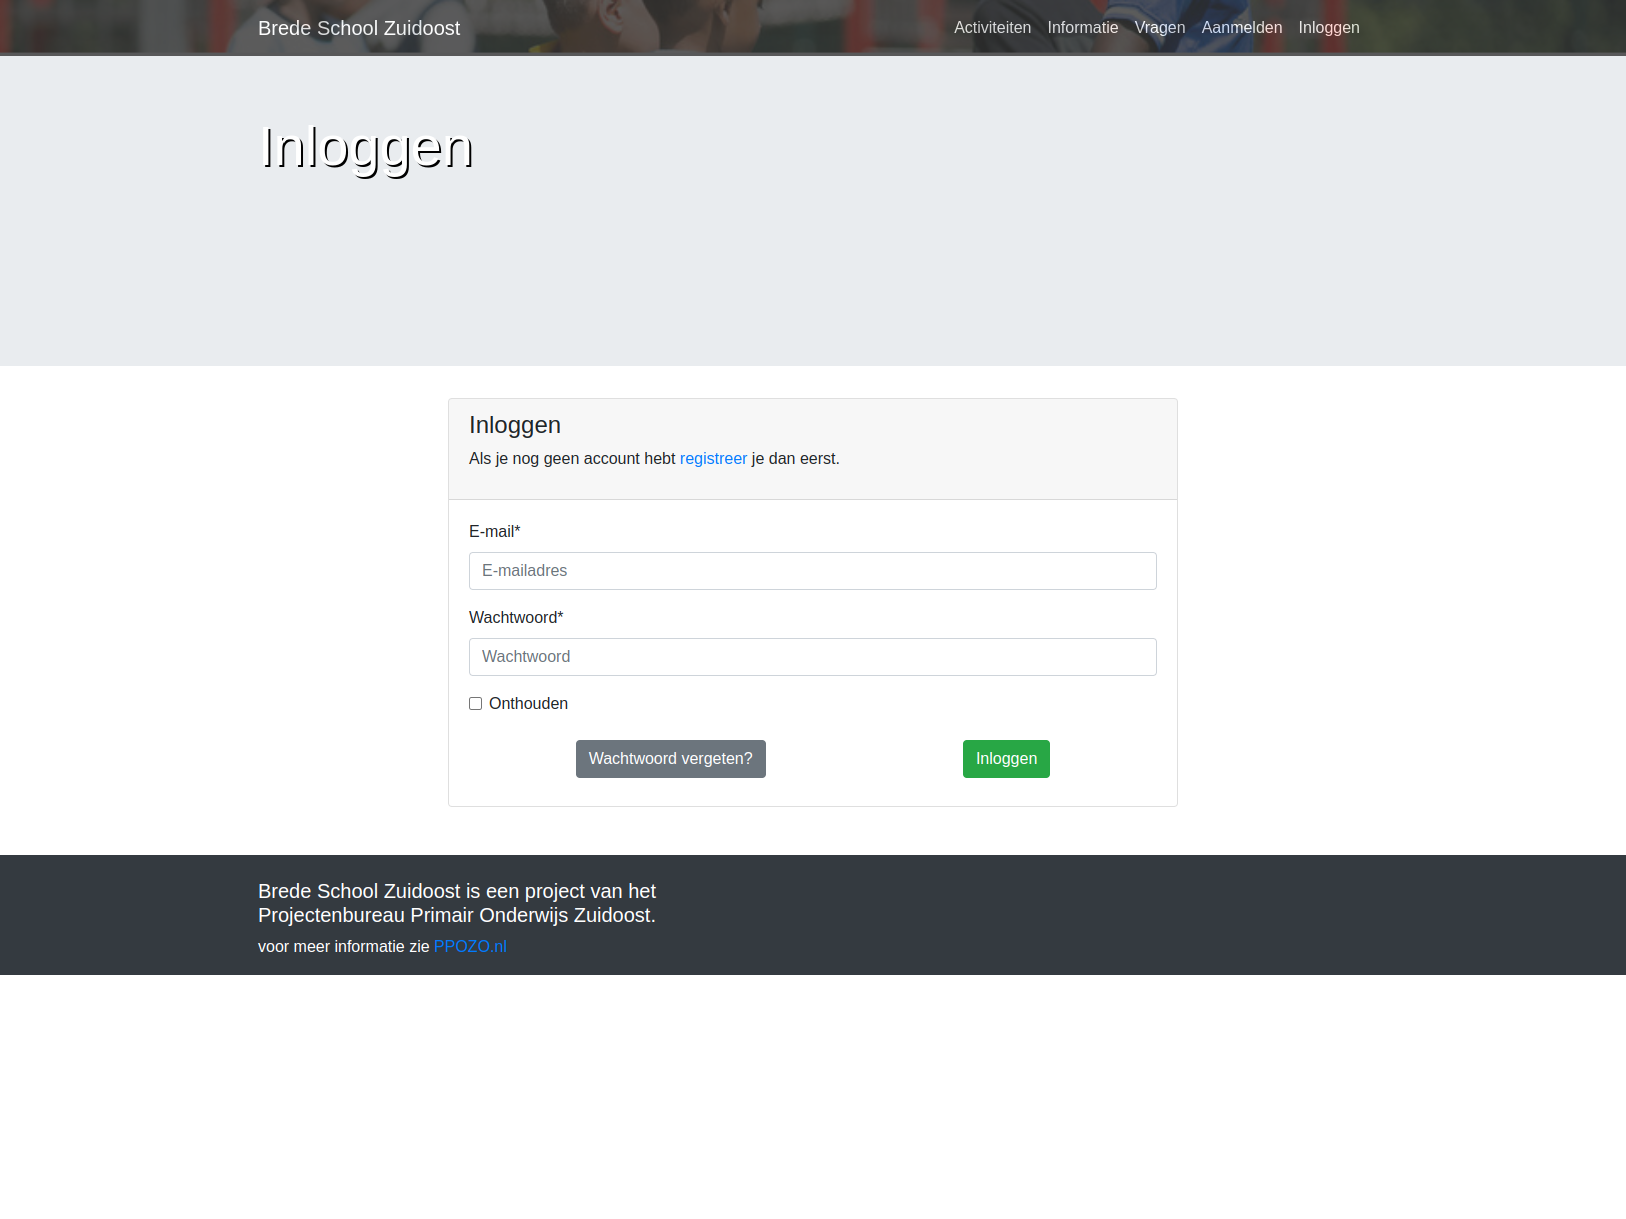 Brede School Zuidoost
Activiteiten Informatie Vragen Aanmelden Inloggen
Inloggen
Inloggen
Als je nog geen account hebt registreer je dan eerst.
E-mail*
E-mailadres
Wachtwoord*
Wachtwoord
Onthouden
Wachtwoord vergeten? Inloggen
Brede School Zuidoost is een project van het
Projectenbureau Primair Onderwijs Zuidoost.
voor meer informatie zie PPOZO.nl